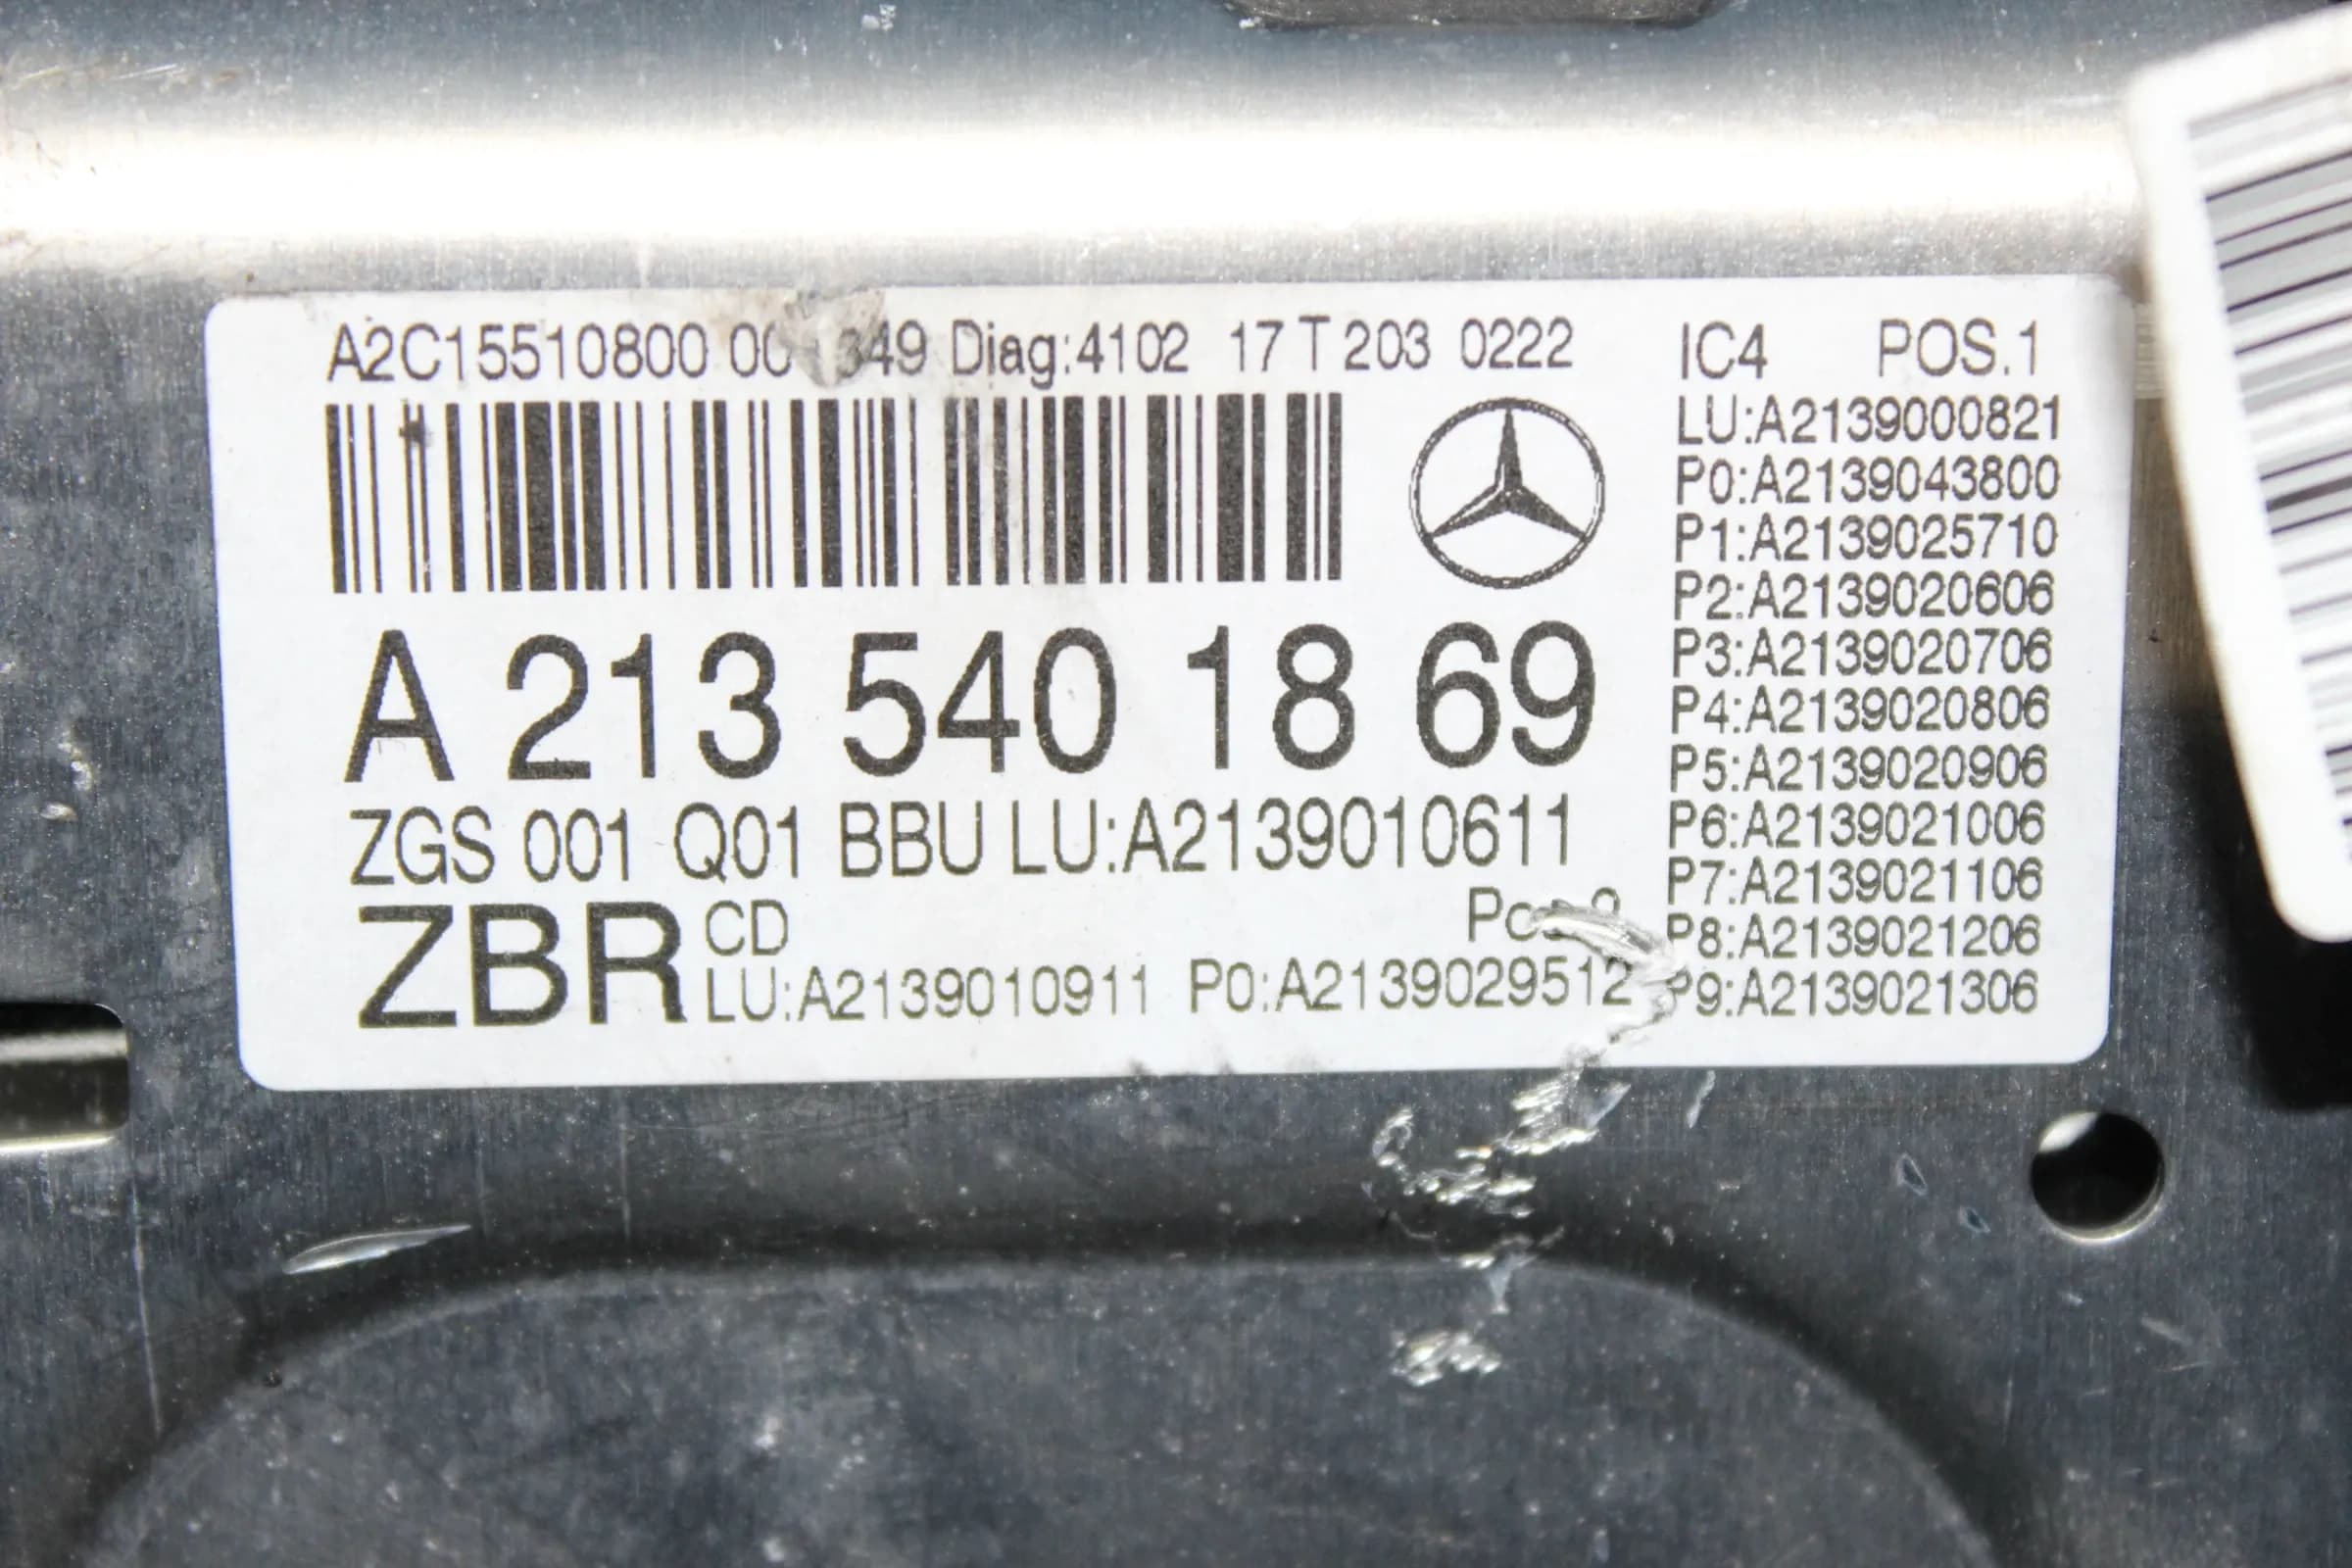 A2C15510800 Diag:4102 17 T 203 0222
A 213 540 18 69
ZGS 001 Q01 BBU LU:A2139010611
ZBR CD
LU:A2139010911 P0:A2139029512
IC4 POS.1
LU:A2139000821
P0:A2139043800
P1:A2139025710
P2:A2139020606
P3:A2139020706
P4:A2139020806
P5:A2139020906
P6:A2139021006
P7:A2139021106
P8:A2139021206
P9:A2139021306